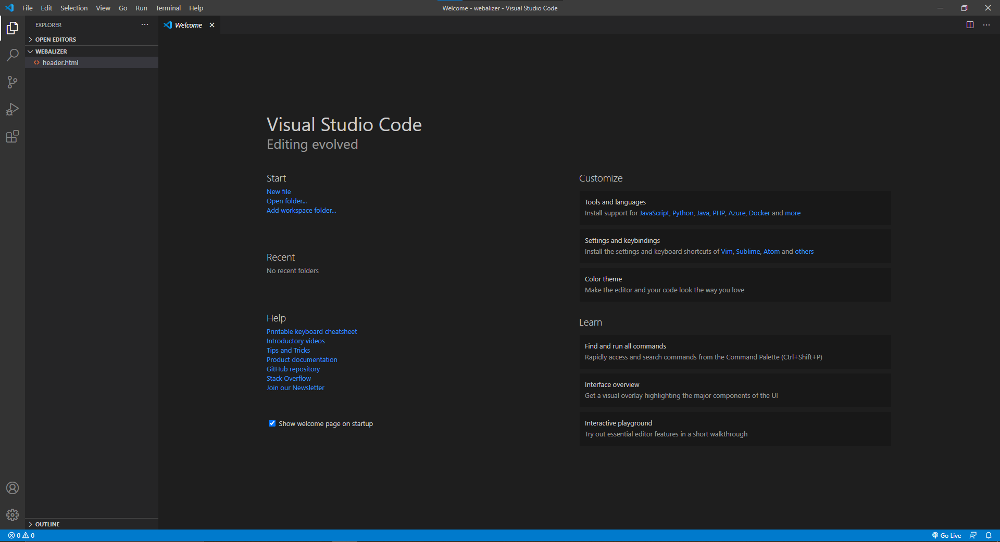 File Edit Selection View Go Run Terminal Help
Welcome - webalizer - Visual Studio Code
EXPLORER
OPEN EDITORS
WEBALIZER
header.html
OUTLINE
Welcome
Visual Studio Code
Editing evolved
Start
New file
Open folder...
Add workspace folder...
Recent
No recent folders
Help
Printable keyboard cheatsheet
Introductory videos
Tips and Tricks
Product documentation
GitHub repository
Stack Overflow
Join our Newsletter
Show welcome page on startup
Customize
Tools and languages
Install support for JavaScript, Python, Java, PHP, Azure, Docker and more
Settings and keybindings
Install the settings and keyboard shortcuts of Vim, Sublime, Atom and others
Color theme
Make the editor and your code look the way you love
Learn
Find and run all commands
Rapidly access and search commands from the Command Palette (Ctrl+Shift+P)
Interface overview
Get a visual overlay highlighting the major components of the UI
Interactive playground
Try out essential editor features in a short walkthrough
0 0
Go Live